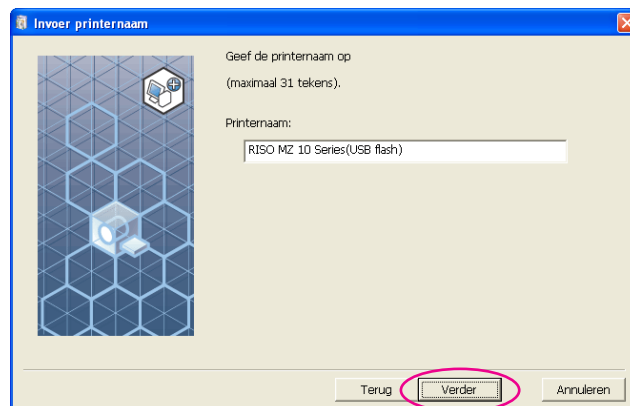 Invoer printernaam
Geef de printernaam op
(maximaal 31 tekens).
Printernaam:
RISO MZ 10 Series(USB flash)
Terug
Verder
Annuleren